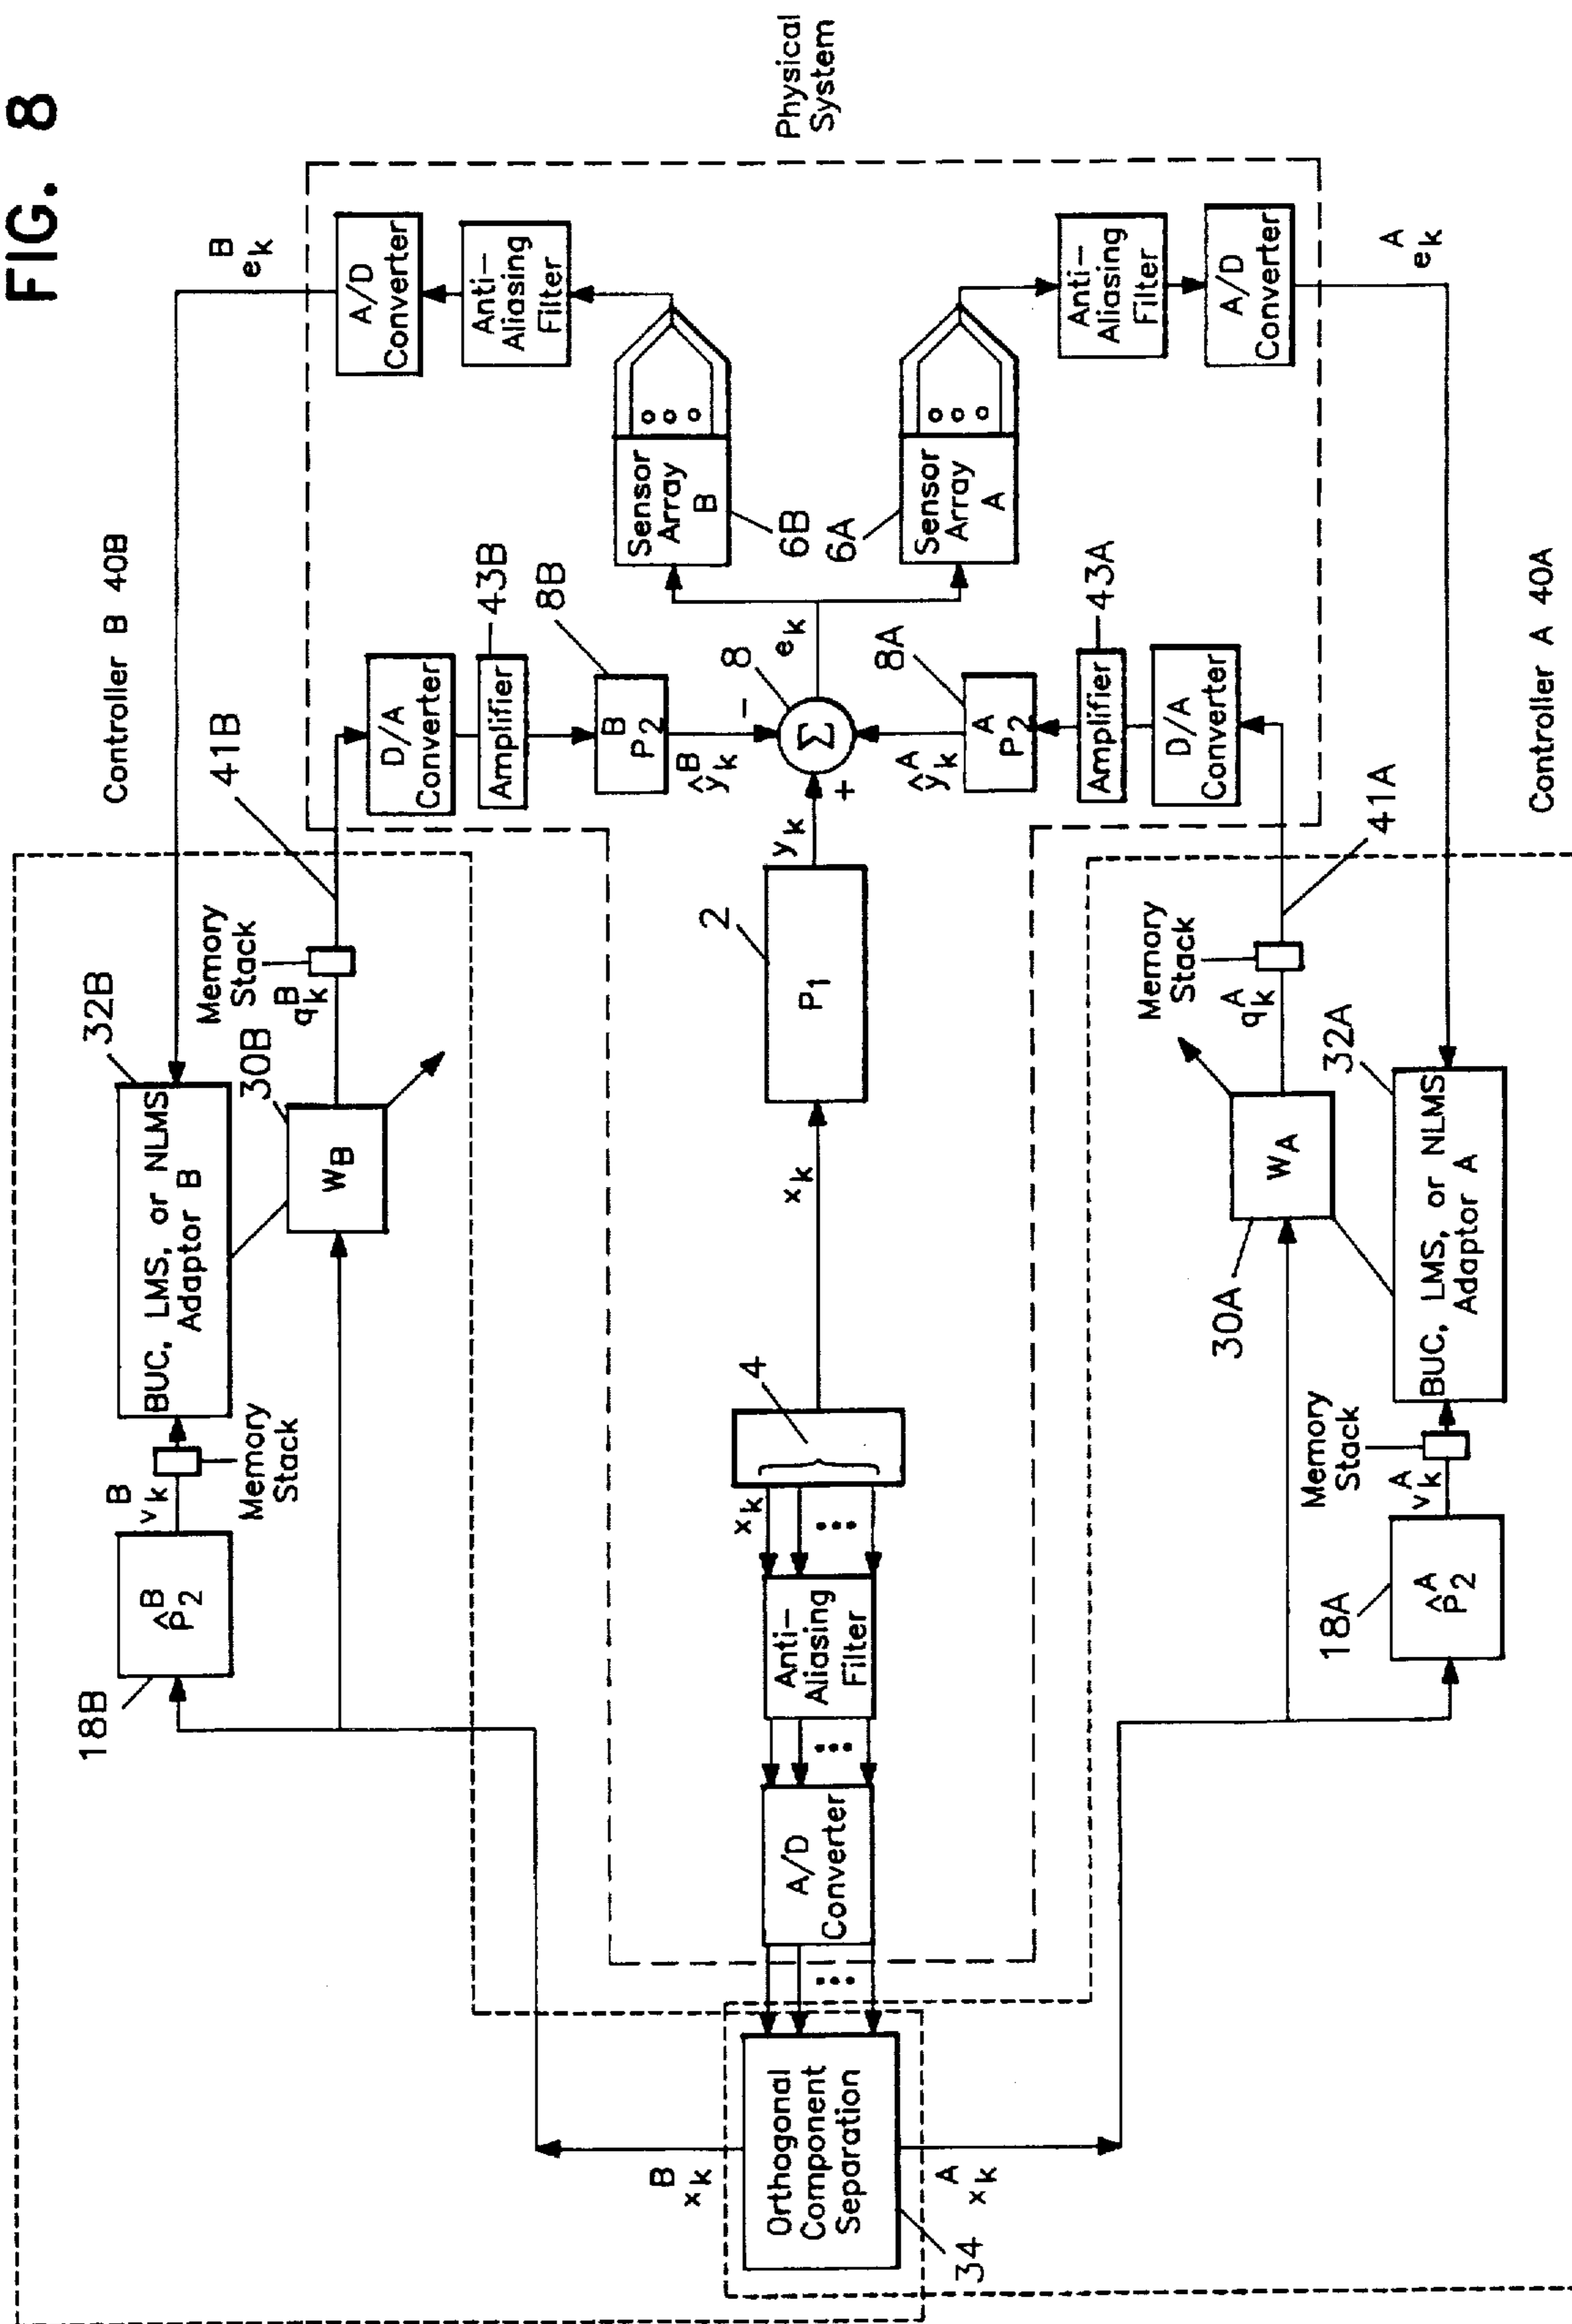 FIG. 8
Physical
System
Controller B 40B
B
e_k
A/D
Converter
Anti-
Aliasing
Filter
Sensor
Array
B
6B
Sensor
Array
A
6A
Anti-
Aliasing
Filter
A/D
Converter
A
e_k
Controller A 40A
41B
D/A
Converter
43B
Amplifier
8B
B
P2
ŷ_k^B
-
8
Σ
e_k
+
y_k
8A
A
P2
ŷ_k^A
43A
Amplifier
D/A
Converter
41A
32B
BUC, LMS, or NLMS
Adaptor B
Memory
Stack
q_k^B
30B
WB
2
P1
x_k
4
x_k
Memory
Stack
q_k^A
WA
30A
32A
BUC, LMS, or NLMS
Adaptor A
Memory
Stack
B
v_k
P̂2^B
18B
Memory
Stack
v_k^A
P̂2^A
18A
Anti-
Aliasing
Filter
A/D
Converter
Orthogonal
Component
Separation
34
B
x_k
A
x_k